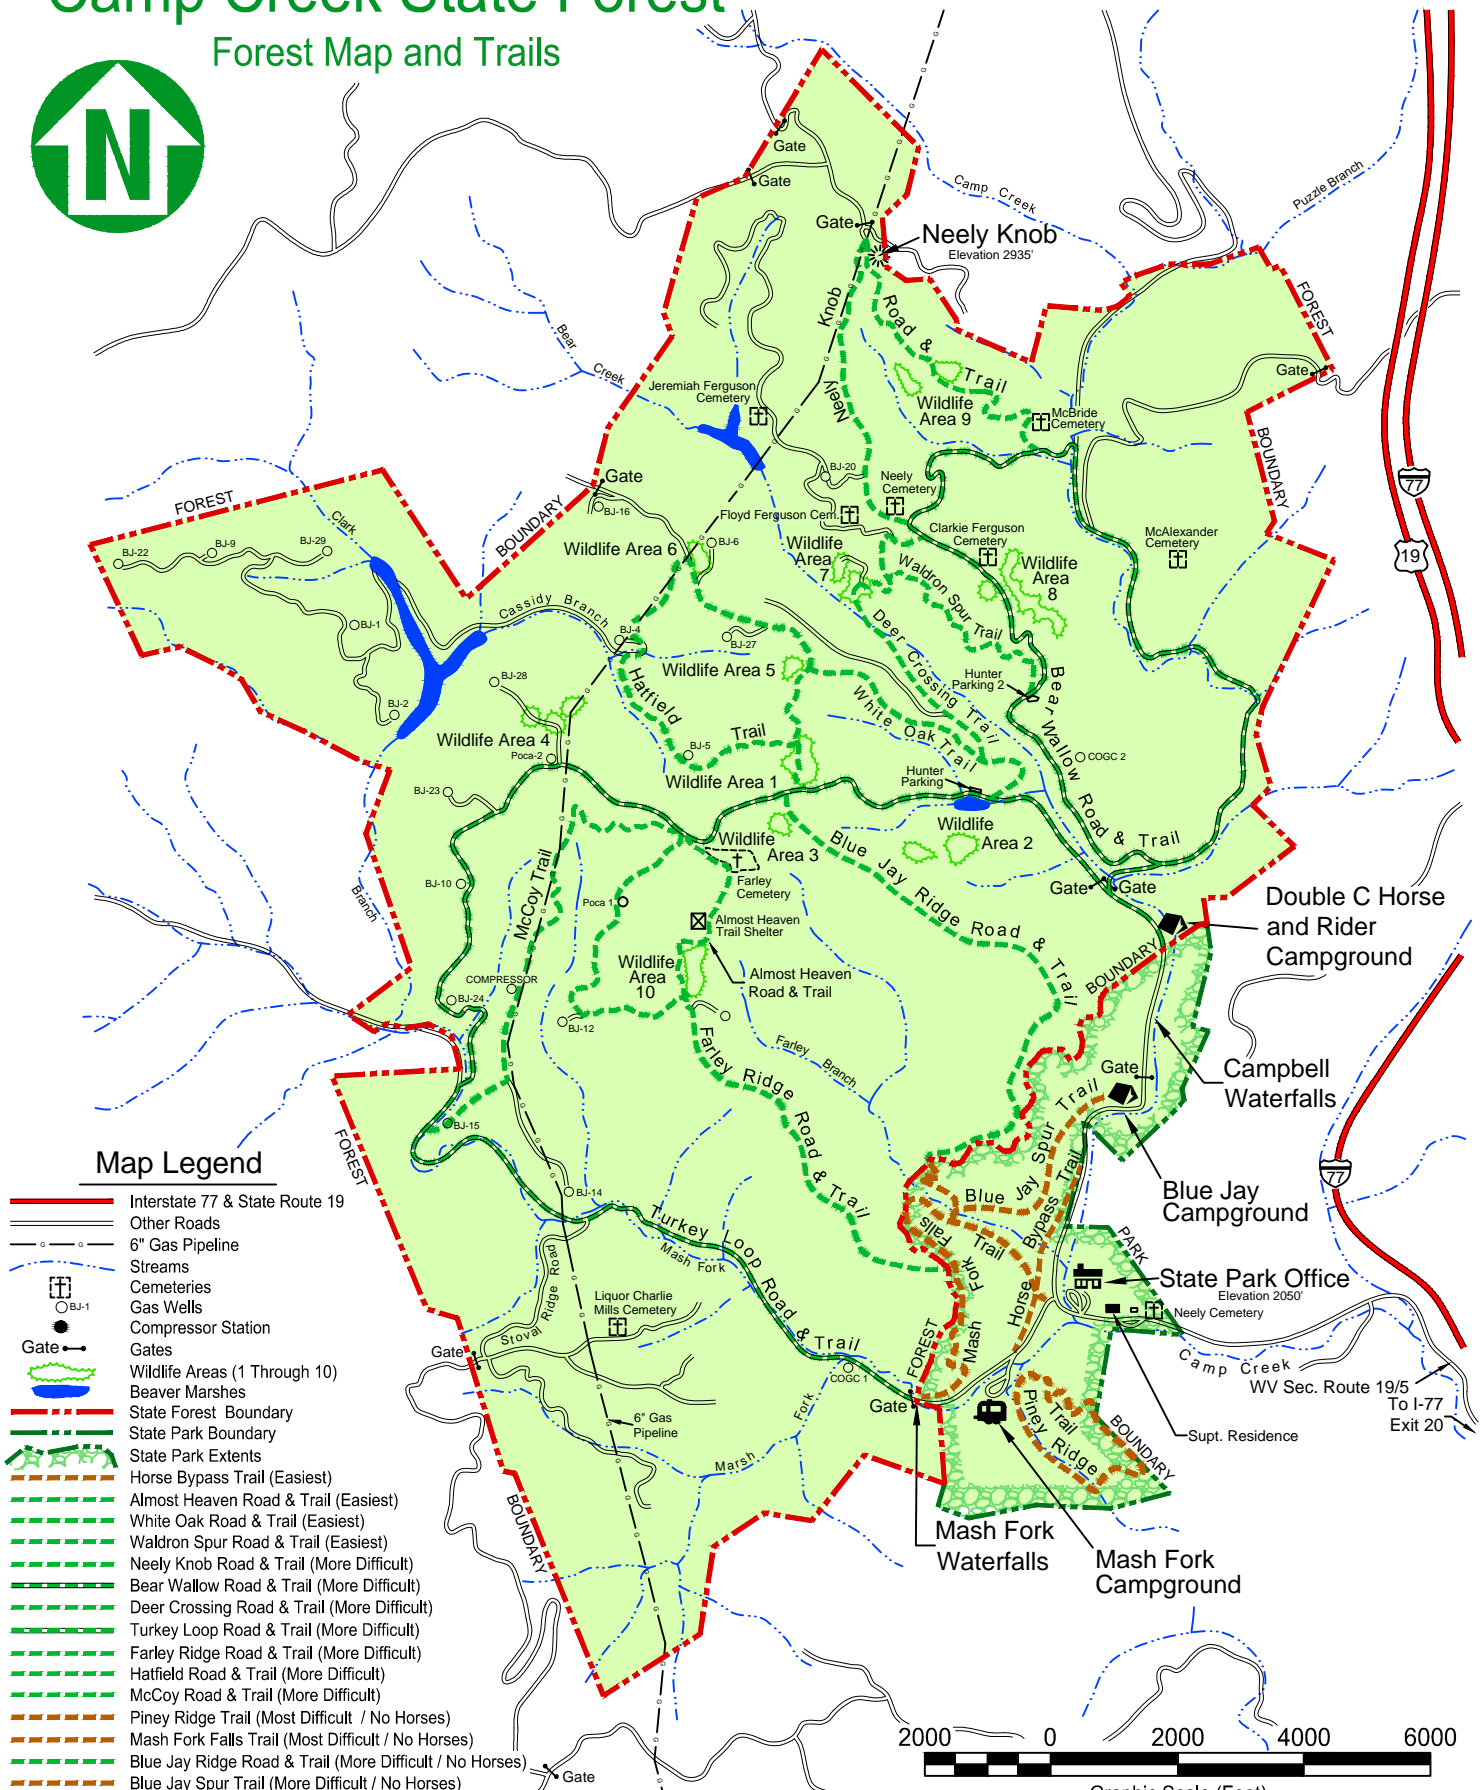 Camp Creek State Forest
Forest Map and Trails
N
Gate
Gate
Gate
Neely Knob
Elevation 2935'
Camp Creek
Puzzle Branch
FOREST
BOUNDARY
Gate
77
19
Bear
Creek
Jeremiah Ferguson
Cemetery
Neely
Knob
Road &
Trail
Wildlife
Area 9
McBride
Cemetery
BJ-20
Neely
Cemetery
Floyd Ferguson Cem.
Clarkie Ferguson
Cemetery
McAlexander
Cemetery
Wildlife
Area
7
Wildlife
Area
8
Waldron Spur Trail
Deer Crossing Trail
FOREST
BOUNDARY
Gate
BJ-16
Clark
BJ-22
BJ-9
BJ-29
Wildlife Area 6
BJ-6
Cassidy Branch
BJ-1
BJ-4
BJ-27
BJ-2
BJ-28
Wildlife Area 5
Hatfield
Trail
BJ-5
White Oak Trail
Hunter
Parking 2
Bear Wallow
Road & Trail
COGC 2
Wildlife Area 4
Poca-2
Wildlife Area 1
Hunter
Parking
BJ-23
Wildlife
Area 2
Wildlife
Area 3
Farley
Cemetery
Blue Jay Ridge Road & Trail
Gate
Gate
Double C Horse
and Rider
Campground
BJ-10
Branch
McCoy Trail
Poca 1
Almost Heaven
Trail Shelter
Wildlife
Area
10
Almost Heaven
Road & Trail
BOUNDARY
COMPRESSOR
BJ-24
BJ-12
Farley Ridge
Road & Trail
Farley Branch
Campbell
Waterfalls
Gate
BJ-15
FOREST
77
Blue Jay
Campground
Blue Jay Spur Trail
Horse Bypass Trail
Mash Fork Falls Trail
BJ-14
Turkey Loop Road & Trail
Mash Fork
PARK
State Park Office
Elevation 2050'
Neely Cemetery
Stoval Ridge Road
Liquor Charlie
Mills Cemetery
Gate
COGC 1
Gate
FOREST
Camp Creek
WV Sec. Route 19/5
To I-77
Exit 20
Supt. Residence
Piney Ridge
Trail
BOUNDARY
6" Gas
Pipeline
Marsh
Fork
BOUNDARY
Mash Fork
Waterfalls
Mash Fork
Campground
Map Legend
Interstate 77 & State Route 19
Other Roads
6" Gas Pipeline
Streams
Cemeteries
BJ-1 Gas Wells
Compressor Station
Gate Gates
Wildlife Areas (1 Through 10)
Beaver Marshes
State Forest Boundary
State Park Boundary
State Park Extents
Horse Bypass Trail (Easiest)
Almost Heaven Road & Trail (Easiest)
White Oak Road & Trail (Easiest)
Waldron Spur Road & Trail (Easiest)
Neely Knob Road & Trail (More Difficult)
Bear Wallow Road & Trail (More Difficult)
Deer Crossing Road & Trail (More Difficult)
Turkey Loop Road & Trail (More Difficult)
Farley Ridge Road & Trail (More Difficult)
Hatfield Road & Trail (More Difficult)
McCoy Road & Trail (More Difficult)
Piney Ridge Trail (Most Difficult / No Horses)
Mash Fork Falls Trail (Most Difficult / No Horses)
Blue Jay Ridge Road & Trail (More Difficult / No Horses)
Blue Jay Spur Trail (More Difficult / No Horses)
Gate
2000 0 2000 4000 6000
Graphic Scale (Feet)